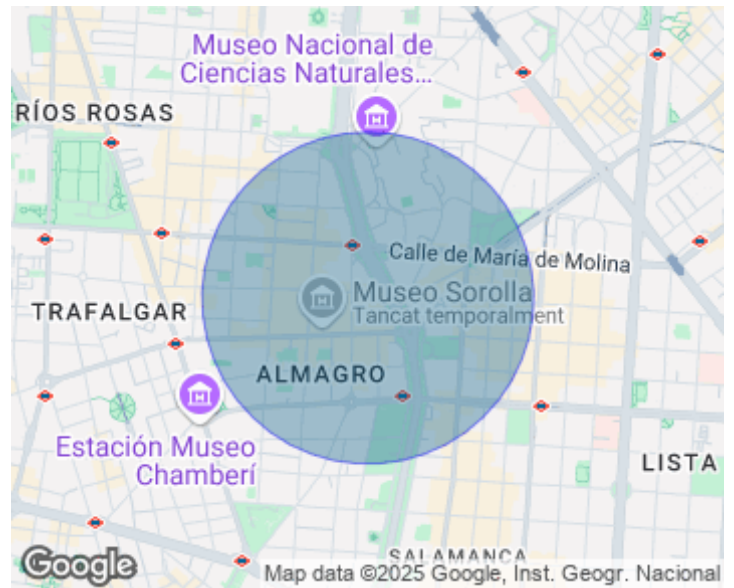 Museo Nacional de
Ciencias Naturales...
RÍOS ROSAS
Calle de María de Molina
Museo Sorolla
Tancat temporalment
TRAFALGAR
ALMAGRO
Estación Museo
Chamberí
LISTA
SALAMANCA
Google
Map data ©2025 Google, Inst. Geogr. Nacional